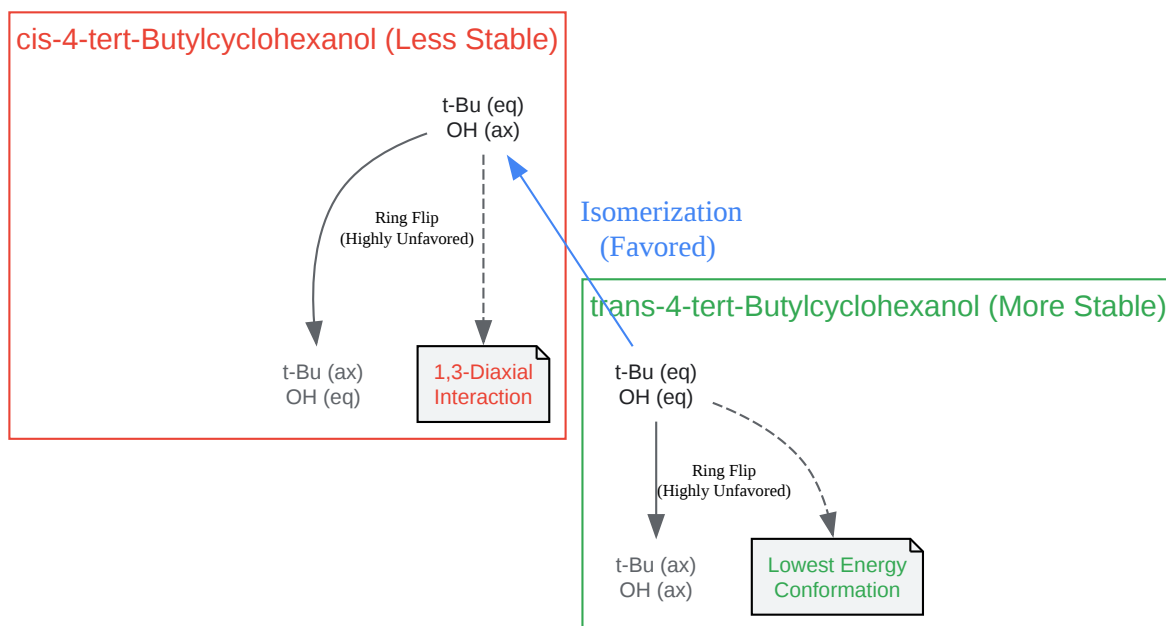 cis-4-tert-Butylcyclohexanol (Less Stable)
t-Bu (eq)
OH (ax)
Ring Flip
(Highly Unfavored)
t-Bu (ax)
OH (eq)
1,3-Diaxial
Interaction
Isomerization
(Favored)
trans-4-tert-Butylcyclohexanol (More Stable)
t-Bu (eq)
OH (eq)
Ring Flip
(Highly Unfavored)
t-Bu (ax)
OH (ax)
Lowest Energy
Conformation